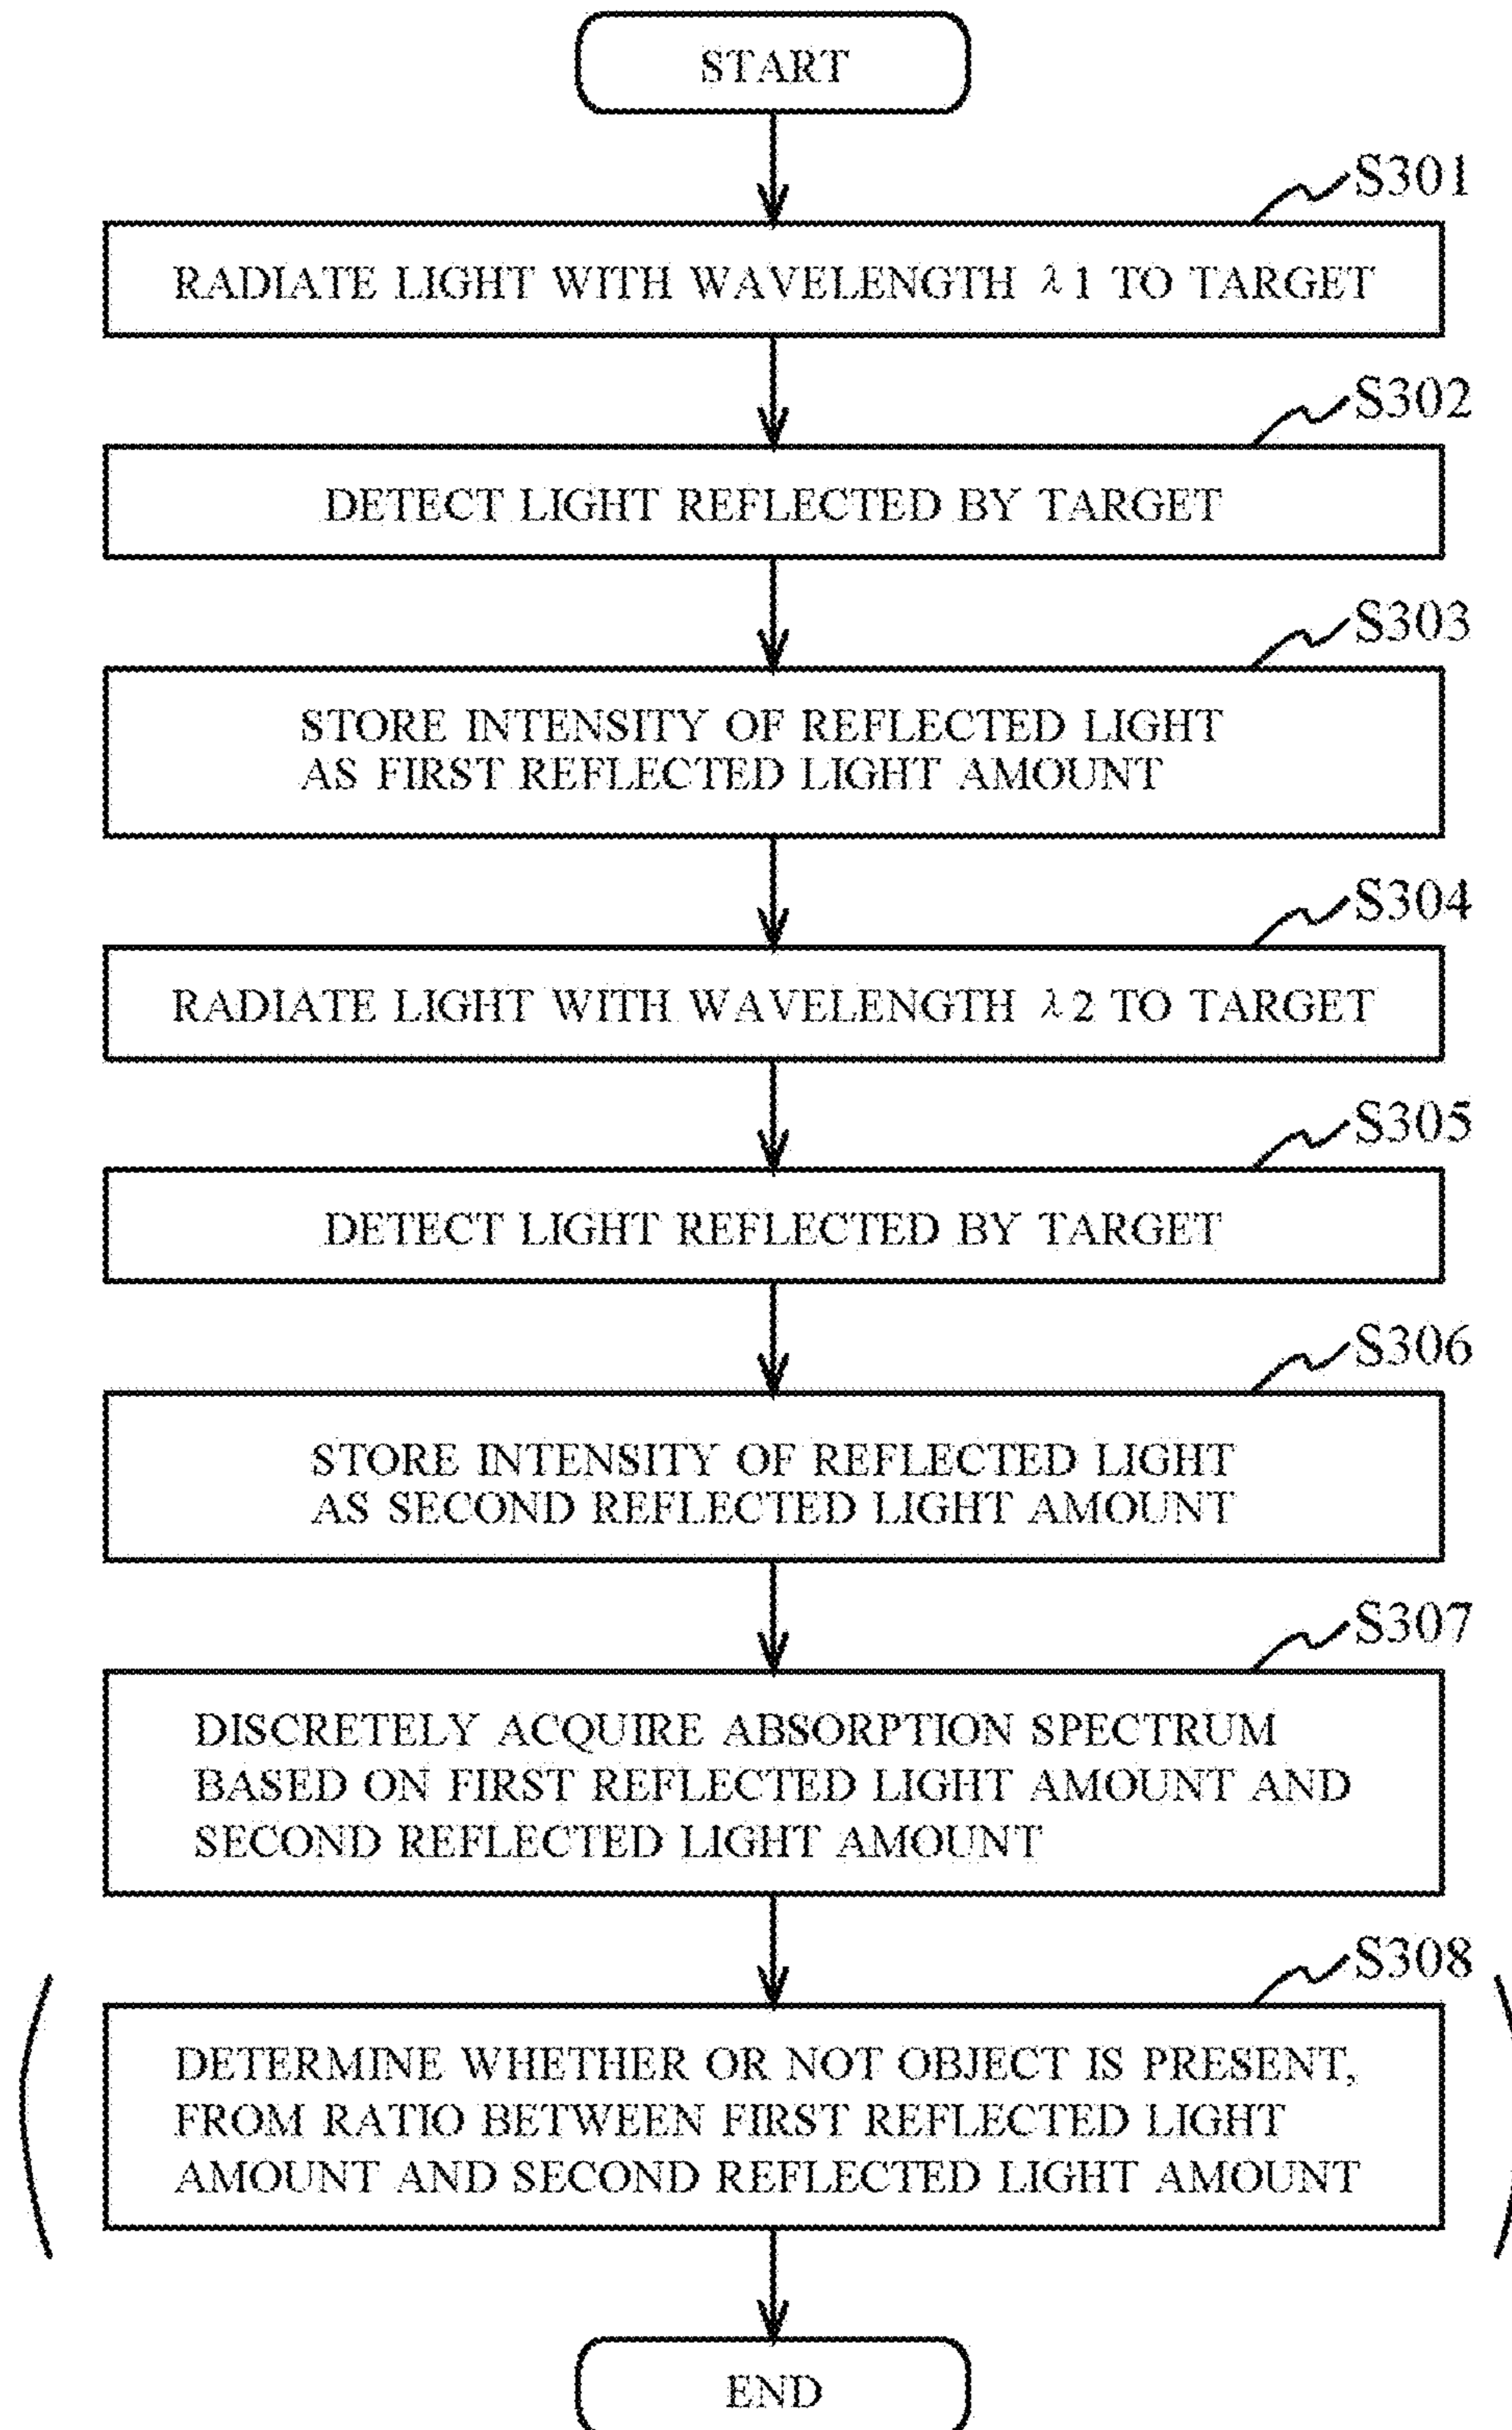 START
S301
RADIATE LIGHT WITH WAVELENGTH λ1 TO TARGET
S302
DETECT LIGHT REFLECTED BY TARGET
S303
STORE INTENSITY OF REFLECTED LIGHT
AS FIRST REFLECTED LIGHT AMOUNT
S304
RADIATE LIGHT WITH WAVELENGTH λ2 TO TARGET
S305
DETECT LIGHT REFLECTED BY TARGET
S306
STORE INTENSITY OF REFLECTED LIGHT
AS SECOND REFLECTED LIGHT AMOUNT
S307
DISCRETELY ACQUIRE ABSORPTION SPECTRUM
BASED ON FIRST REFLECTED LIGHT AMOUNT AND
SECOND REFLECTED LIGHT AMOUNT
S308
DETERMINE WHETHER OR NOT OBJECT IS PRESENT,
FROM RATIO BETWEEN FIRST REFLECTED LIGHT
AMOUNT AND SECOND REFLECTED LIGHT AMOUNT
END